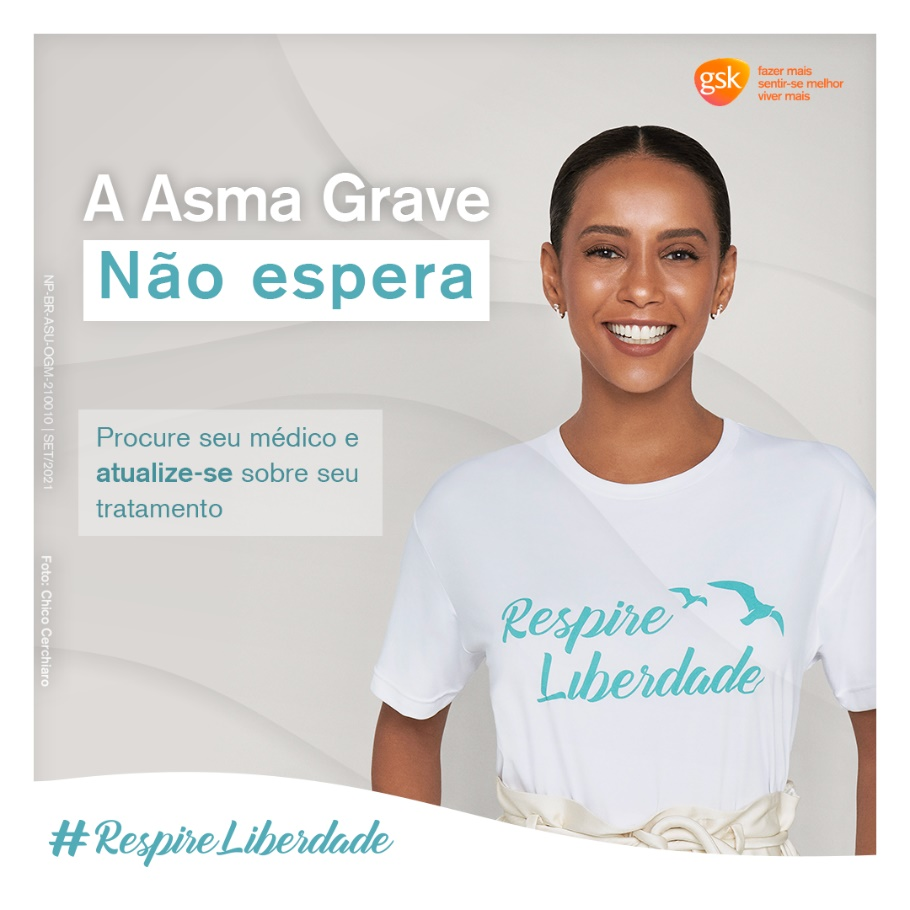 gsk
fazer mais
sentir-se melhor
viver mais
A Asma Grave
Não espera
Procure seu médico e
atualize-se sobre seu
tratamento
NP-BR-ASU-OGM-210010 | SET/2021
Foto: Chico Cerchiaro
Respire
Liberdade
#RespireLiberdade